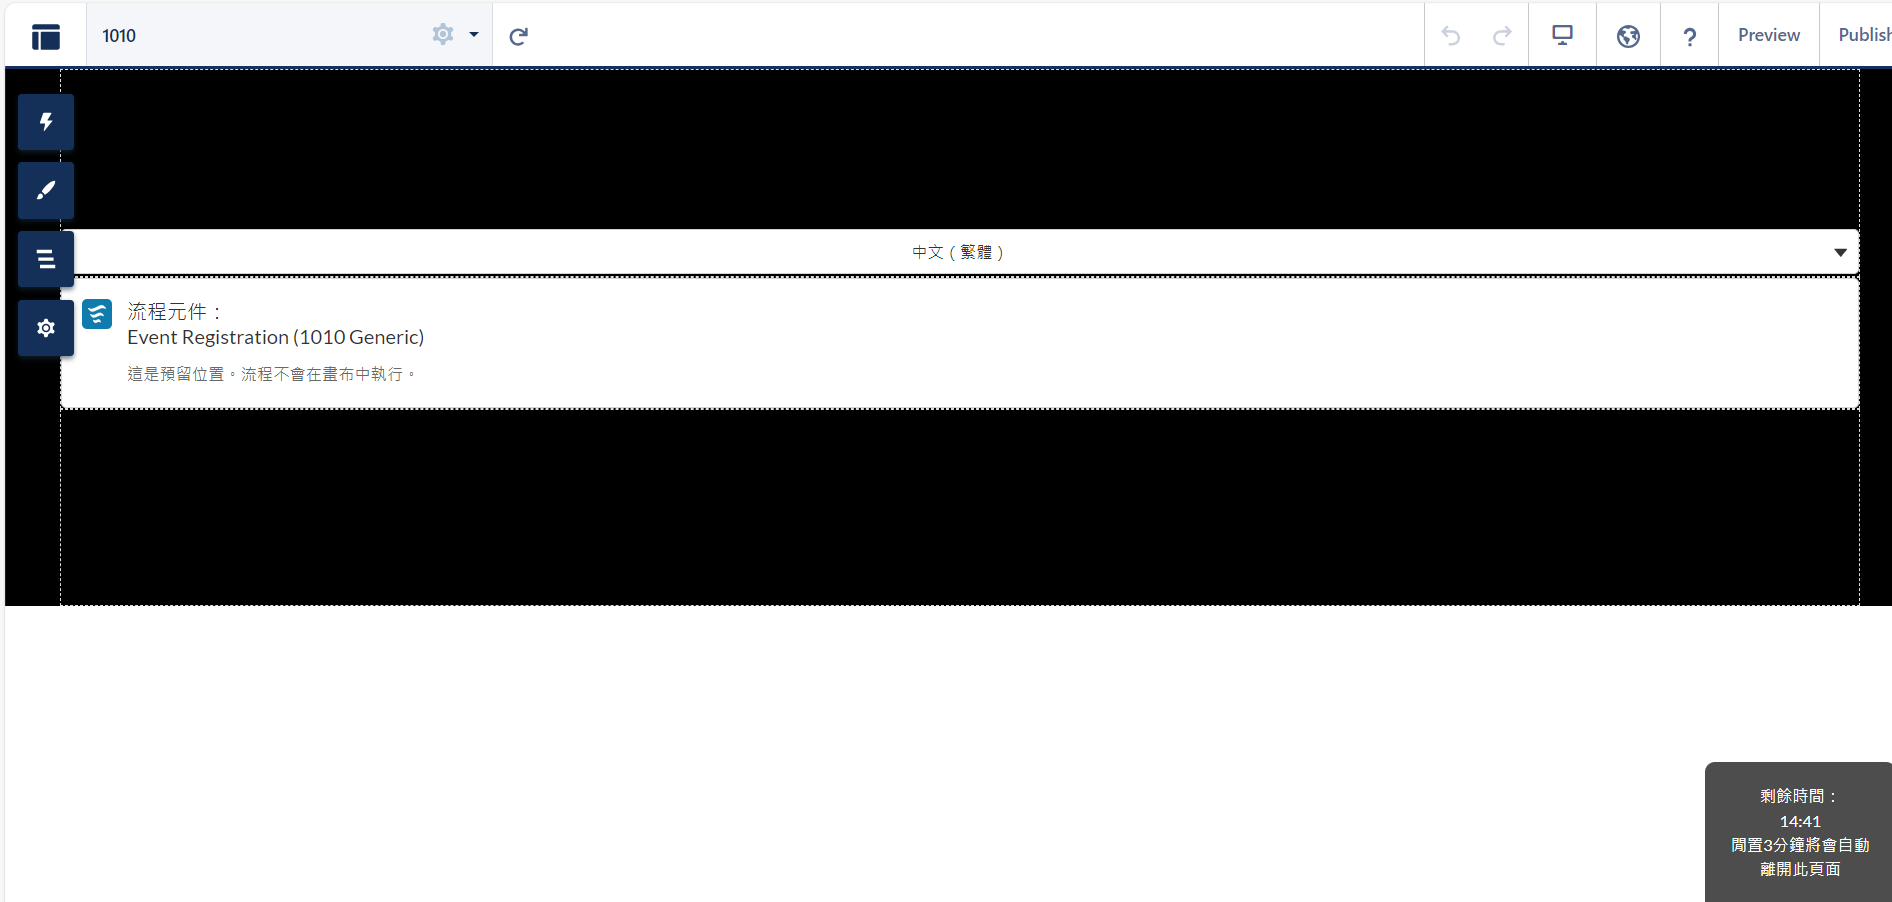 1010
Preview
Publish
中文（繁體）
流程元件：
Event Registration (1010 Generic)
這是預留位置。流程不會在畫布中執行。
剩餘時間：
14:41
閒置3分鐘將會自動
離開此頁面